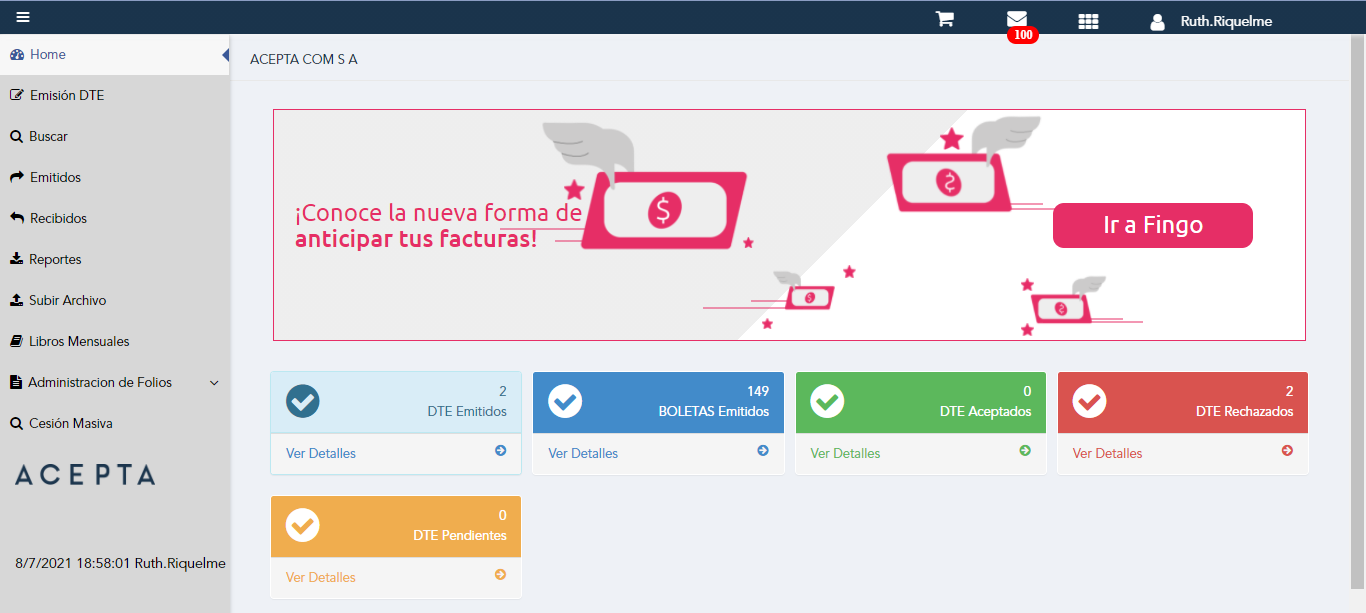 100
Ruth.Riquelme
Home
ACEPTA COM S A
Emisión DTE
Buscar
Emitidos
Recibidos
Reportes
Subir Archivo
Libros Mensuales
Administracion de Folios
Cesión Masiva
ACEPTA
8/7/2021 18:58:01 Ruth.Riquelme
¡Conoce la nueva forma de
anticipar tus facturas!
$
$
$
$
Ir a Fingo
2
DTE Emitidos
Ver Detalles
149
BOLETAS Emitidos
Ver Detalles
0
DTE Aceptados
Ver Detalles
2
DTE Rechazados
Ver Detalles
0
DTE Pendientes
Ver Detalles